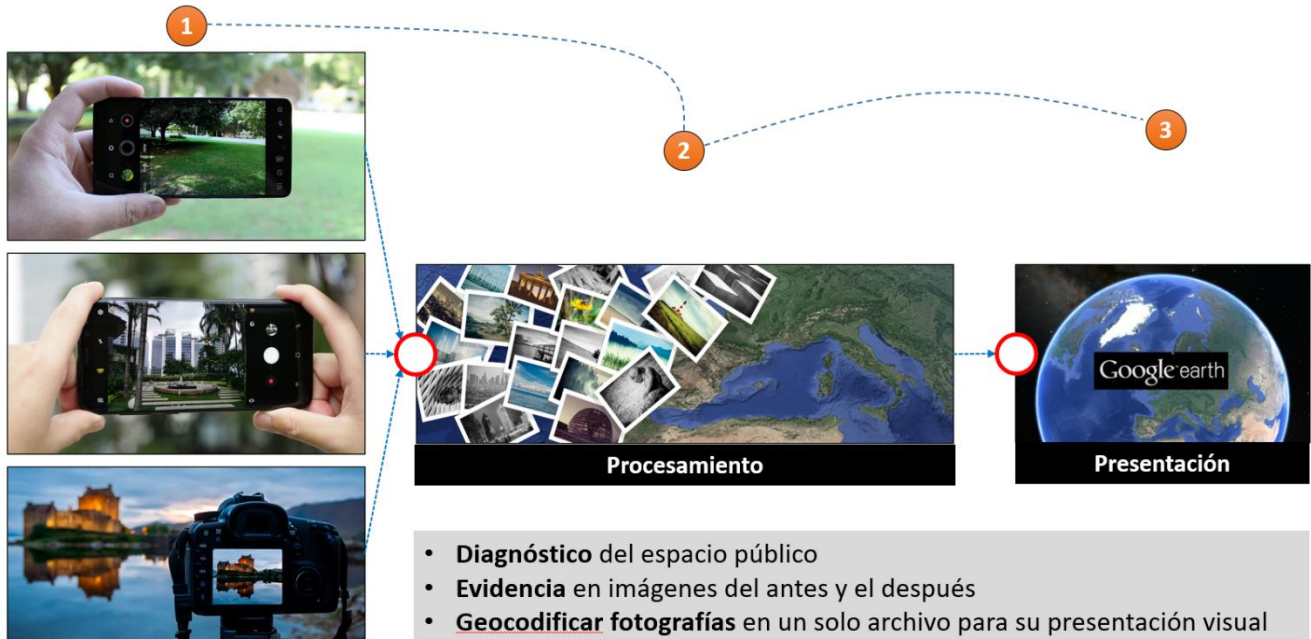 1
2
3
Google earth
Procesamiento
Presentación
• Diagnóstico del espacio público
• Evidencia en imágenes del antes y el después
• Geocodificar fotografías en un solo archivo para su presentación visual